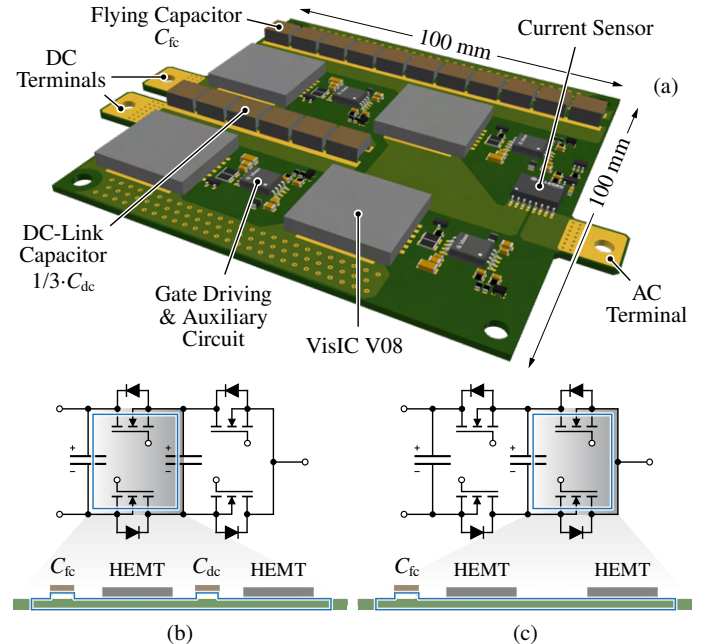 Flying Capacitor
C_fc
100 mm
Current Sensor
(a)
DC
Terminals
100 mm
DC-Link
Capacitor
1/3·C_dc
Gate Driving
& Auxiliary
Circuit
VisIC V08
AC
Terminal
+
−
+
−
+
−
+
−
C_fc
HEMT
C_dc
HEMT
C_fc
HEMT
HEMT
(b)
(c)